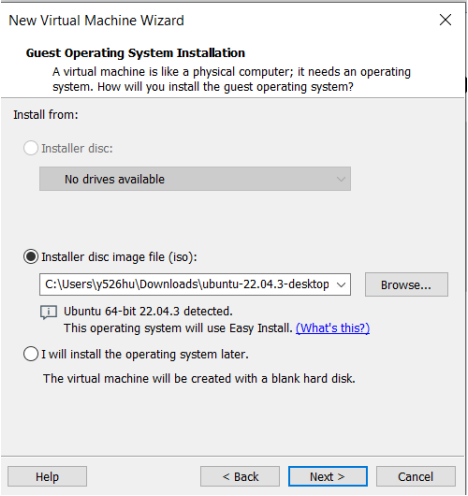 New Virtual Machine Wizard
Guest Operating System Installation
A virtual machine is like a physical computer; it needs an operating
system. How will you install the guest operating system?
Install from:
Installer disc:
No drives available
Installer disc image file (iso):
C:\Users\y526hu\Downloads\ubuntu-22.04.3-desktop
Browse...
Ubuntu 64-bit 22.04.3 detected.
This operating system will use Easy Install. (What's this?)
I will install the operating system later.
The virtual machine will be created with a blank hard disk.
Help
< Back
Next >
Cancel